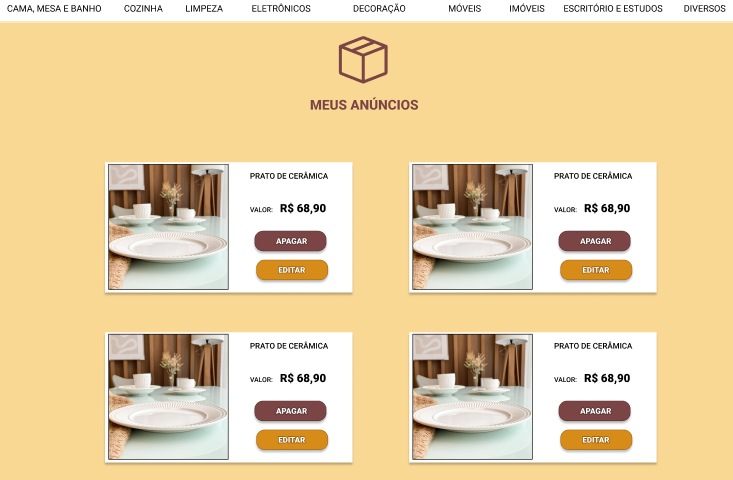 CAMA, MESA E BANHO COZINHA LIMPEZA ELETRÔNICOS DECORAÇÃO MÓVEIS IMÓVEIS ESCRITÓRIO E ESTUDOS DIVERSOS
MEUS ANÚNCIOS
PRATO DE CERÂMICA
VALOR: R$ 68,90
APAGAR
EDITAR
PRATO DE CERÂMICA
VALOR: R$ 68,90
APAGAR
EDITAR
PRATO DE CERÂMICA
VALOR: R$ 68,90
APAGAR
EDITAR
PRATO DE CERÂMICA
VALOR: R$ 68,90
APAGAR
EDITAR